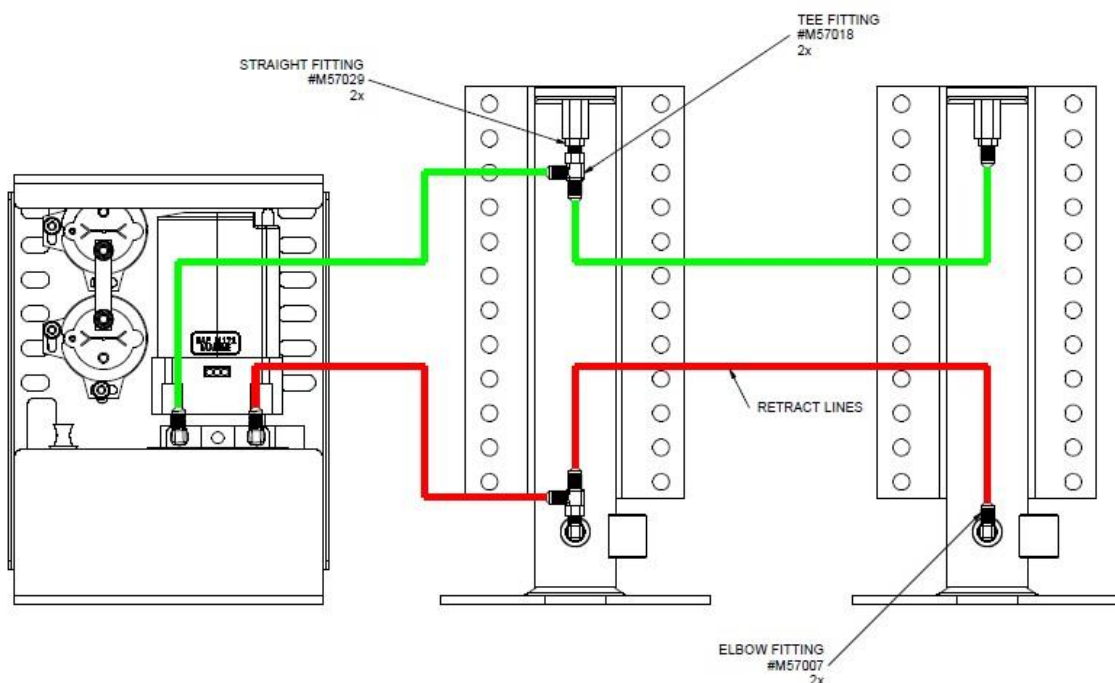 TEE FITTING
#M57018
2x
STRAIGHT FITTING
#M57029
2x
RETRACT LINES
ELBOW FITTING
#M57007
2x